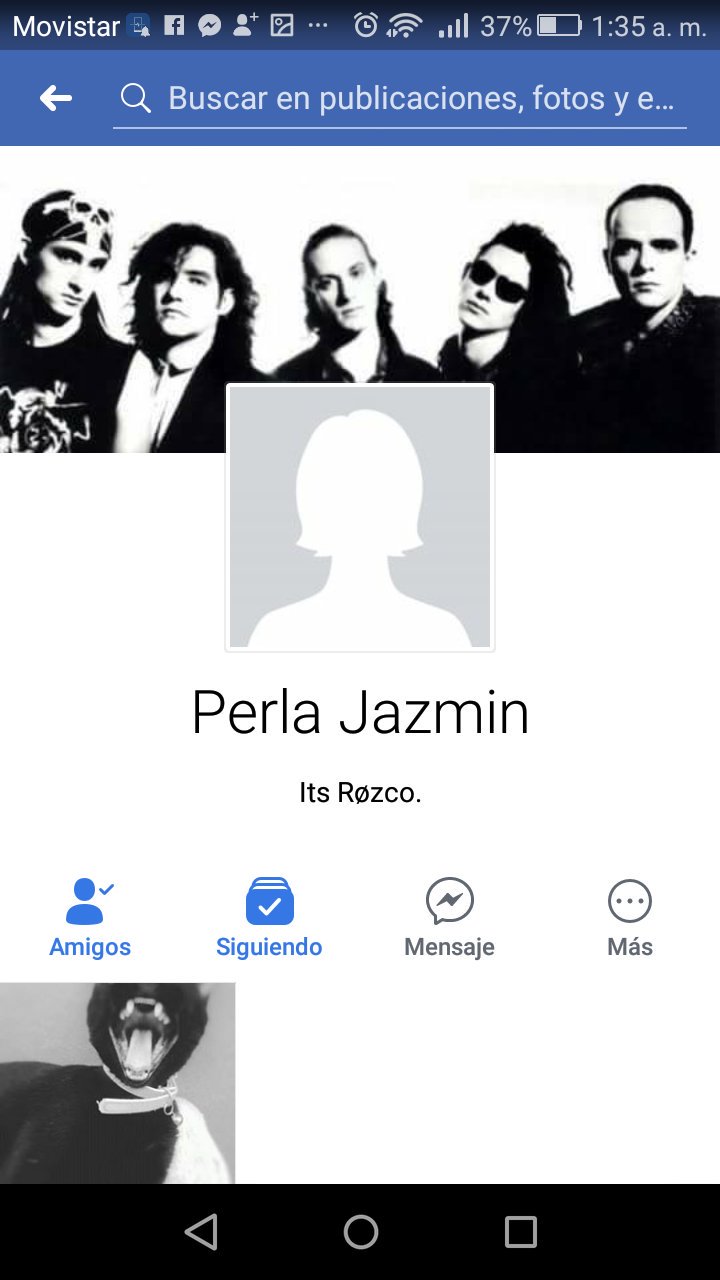 Movistar 37% 1:35 a. m.
Buscar en publicaciones, fotos y e...
Perla Jazmin
Its Røzco.
Amigos Siguiendo Mensaje Más